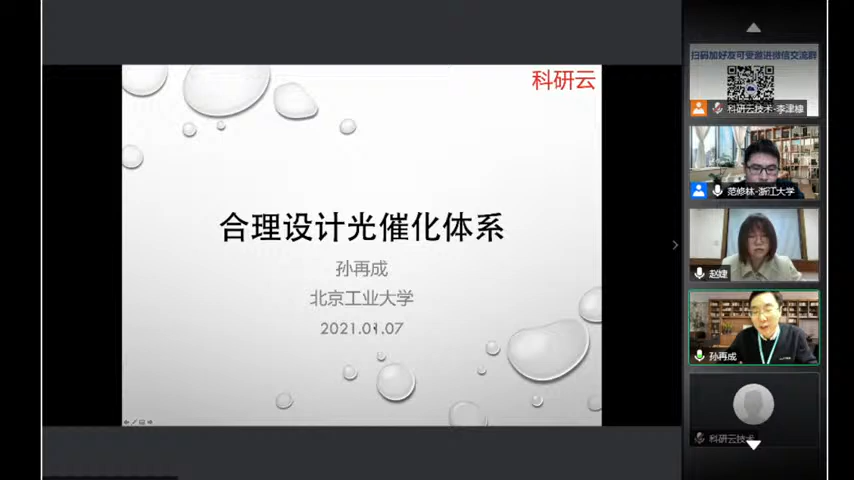 科研云
合理设计光催化体系
孙再成
北京工业大学
2021.01.07
扫码加好友可受邀进微信交流群
科研云技术-李津橞
范修林-浙江大学
赵婕
孙再成
科研云技术